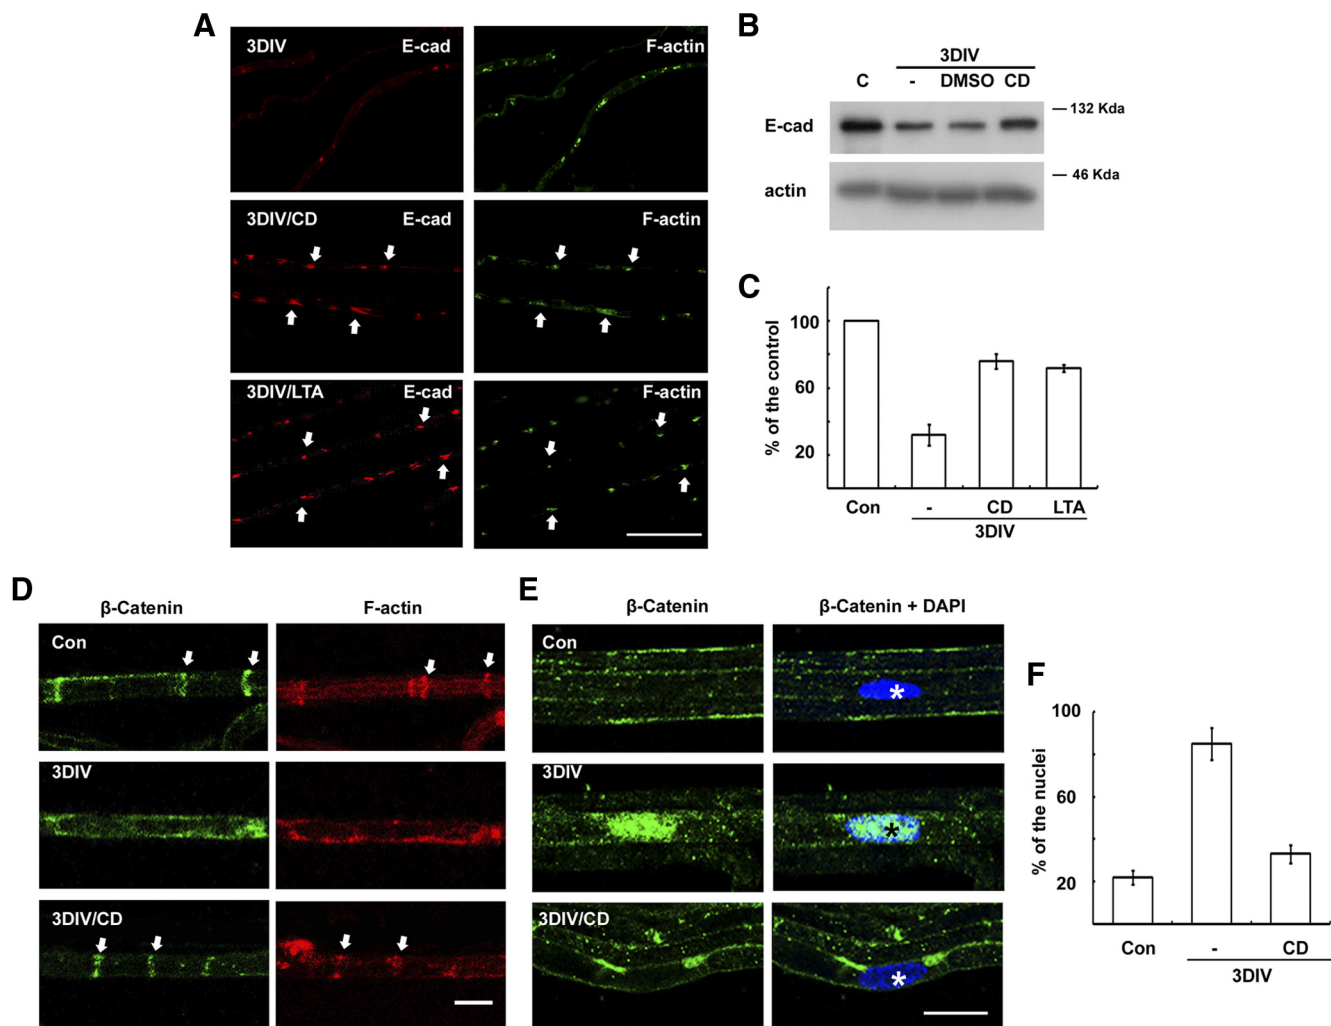 A
3DIV E-cad
F-actin
3DIV/CD E-cad
F-actin
3DIV/LTA E-cad
F-actin
B
3DIV
C - DMSO CD
E-cad
132 Kda
actin
46 Kda
C
% of the control
100
60
20
Con - CD LTA
3DIV
D
β-Catenin F-actin
Con
3DIV
3DIV/CD
E
β-Catenin β-Catenin + DAPI
Con
*
3DIV
*
3DIV/CD
*
F
% of the nuclei
100
60
20
Con - CD
3DIV